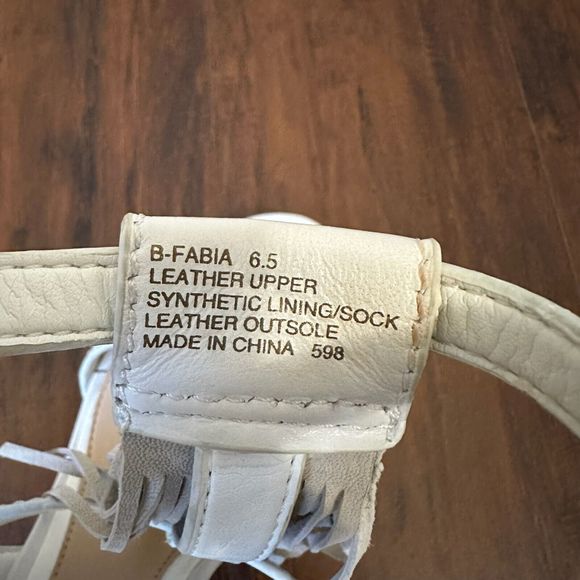 B-FABIA 6.5
LEATHER UPPER
SYNTHETIC LINING/SOCK
LEATHER OUTSOLE
MADE IN CHINA 598